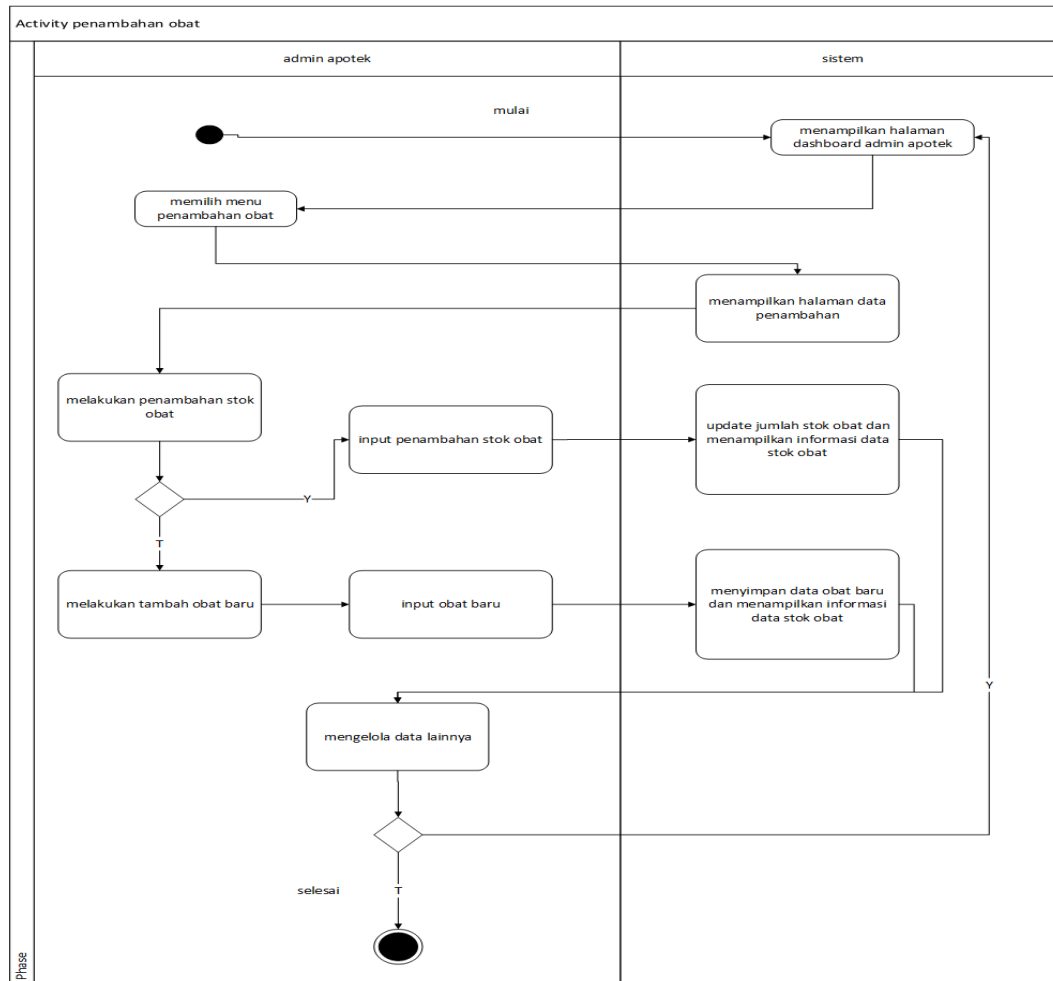 Activity penambahan obat
admin apotek
sistem
mulai
menampilkan halaman
dashboard admin apotek
memilih menu
penambahan obat
menampilkan halaman data
penambahan
melakukan penambahan stok
obat
input penambahan stok obat
update jumlah stok obat dan
menampilkan informasi data
stok obat
Y
T
melakukan tambah obat baru
input obat baru
menyimpan data obat baru
dan menampilkan informasi
data stok obat
Y
mengelola data lainnya
selesai
T
Phase